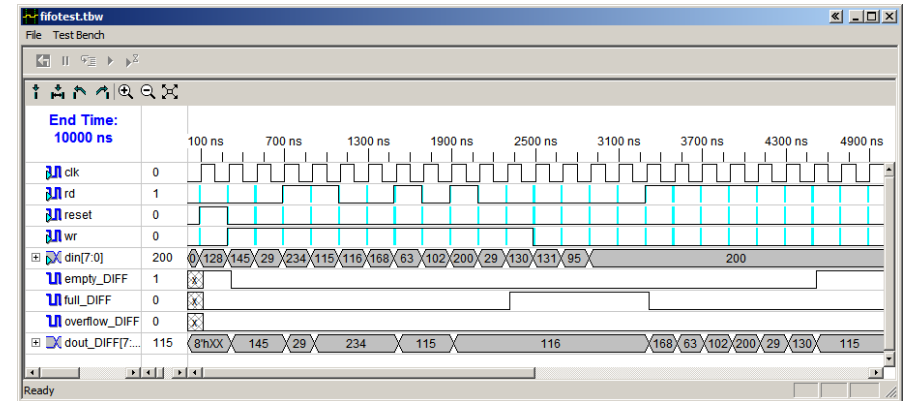 fifotest.tbw
File Test Bench
End Time:
10000 ns
100 ns 700 ns 1300 ns 1900 ns 2500 ns 3100 ns 3700 ns 4300 ns 4900 ns
clk 0
rd 1
reset 0
wr 0
din[7:0] 200 0 128 145 29 234 115 116 168 63 102 200 29 130 131 95 200
empty_DIFF 1 X
full_DIFF 0 X
overflow_DIFF 0 X
dout_DIFF[7:... 115 8'hXX 145 29 234 115 116 168 63 102 200 29 130 115
Ready